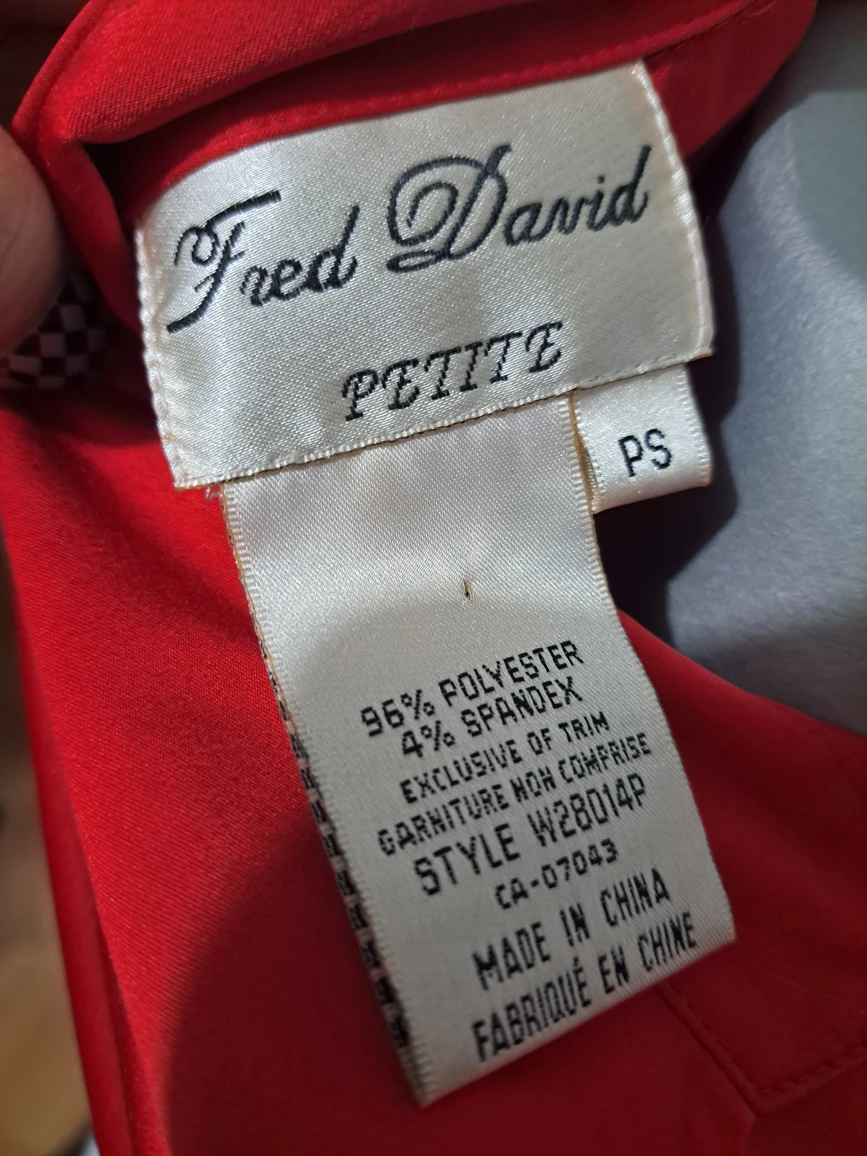 Fred David
PETITE
PS
96% POLYESTER
4% SPANDEX
EXCLUSIVE OF TRIM
GARNITURE NON COMPRISE
STYLE W28014P
CA-07043
MADE IN CHINA
FABRIQUÉ EN CHINE